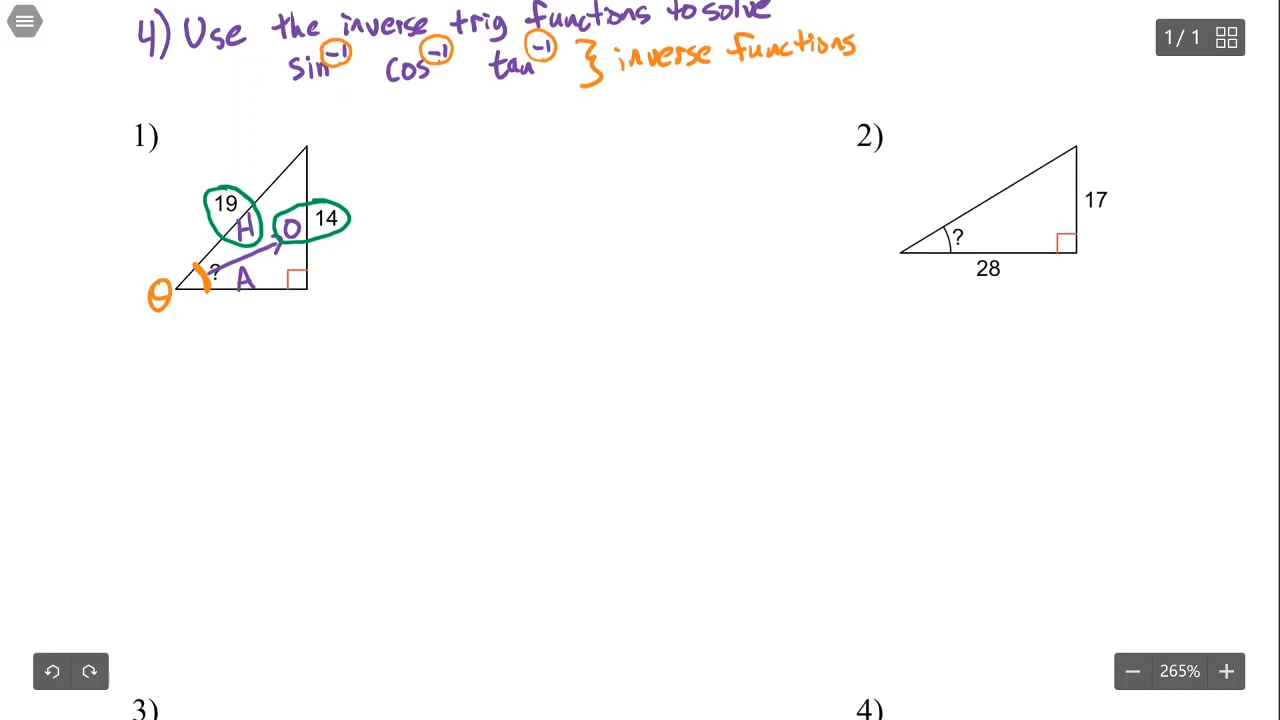 4) Use the inverse trig functions to solve
sin-1 cos-1 tan-1 } inverse functions
1 / 1
1)
2)
19
H
O
14
θ
?
A
17
?
28
265%
3)
4)